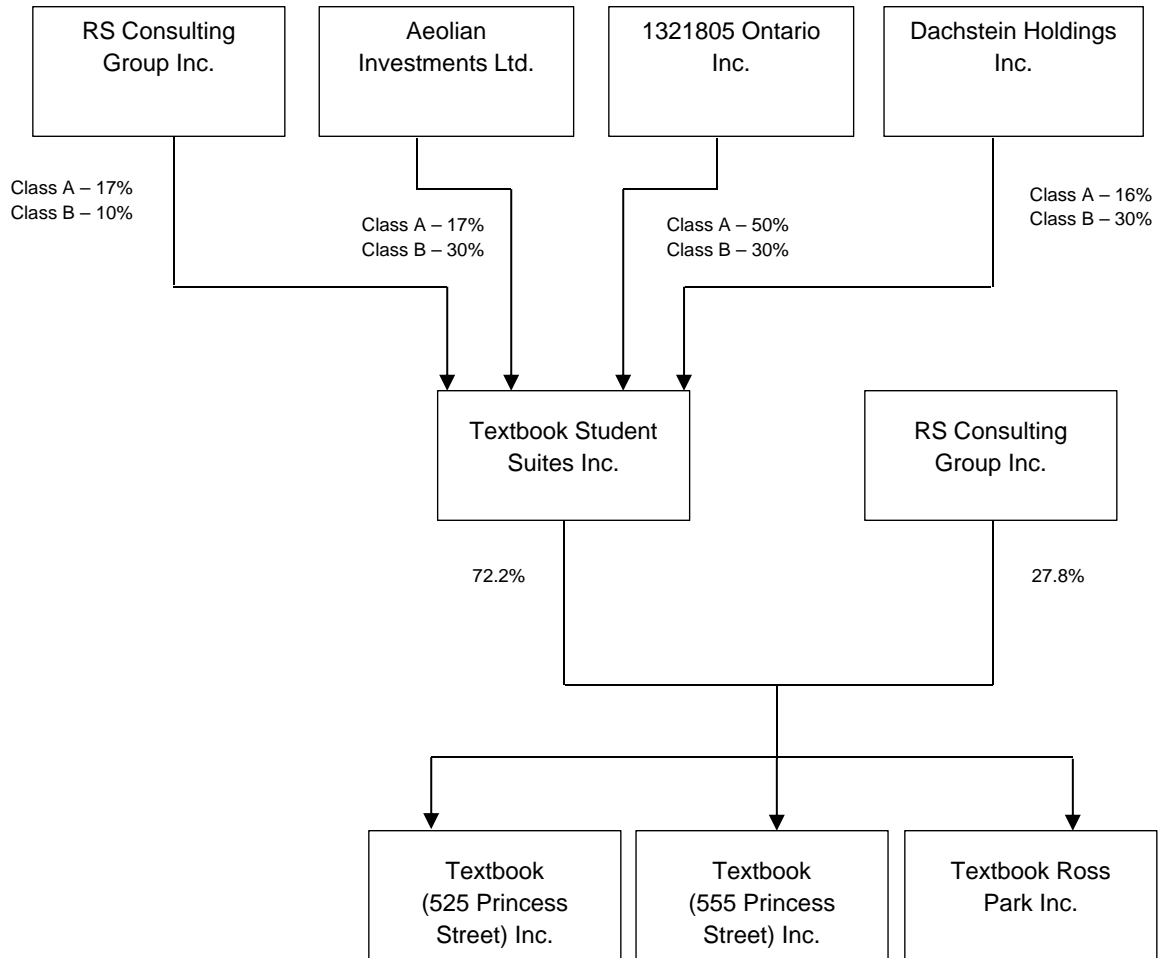 RS Consulting
Group Inc.
Aeolian
Investments Ltd.
1321805 Ontario
Inc.
Dachstein Holdings
Inc.
Class A – 17%
Class B – 10%
Class A – 17%
Class B – 30%
Class A – 50%
Class B – 30%
Class A – 16%
Class B – 30%
Textbook Student
Suites Inc.
RS Consulting
Group Inc.
72.2%
27.8%
Textbook
(525 Princess
Street) Inc.
Textbook
(555 Princess
Street) Inc.
Textbook Ross
Park Inc.